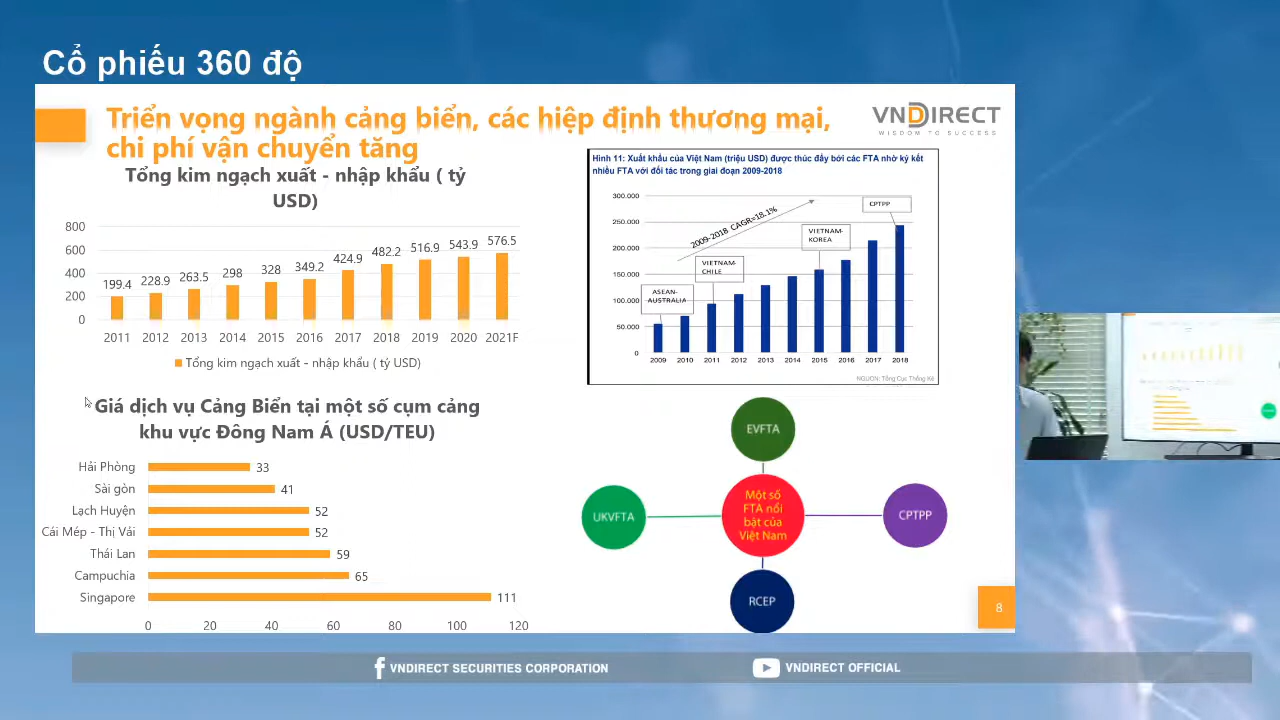 Cổ phiếu 360 độ
Triển vọng ngành cảng biển, các hiệp định thương mại,
chi phí vận chuyển tăng
VNDIRECT
WISDOM TO SUCCESS
Tổng kim ngạch xuất - nhập khẩu ( tỷ
USD)
800
600
400
200
0
199.4 228.9 263.5 298 328 349.2 424.9 482.2 516.9 543.9 576.5
2011 2012 2013 2014 2015 2016 2017 2018 2019 2020 2021F
Tổng kim ngạch xuất - nhập khẩu ( tỷ USD)
Hình 11: Xuất khẩu của Việt Nam (triệu USD) được thúc đẩy bởi các FTA nhờ ký kết
nhiều FTA với đối tác trong giai đoạn 2009-2018
300.000
250.000
200.000
150.000
100.000
50.000
0
2009-2018 CAGR=18.1%
CPTPP
VIETNAM-
KOREA
VIETNAM-
CHILE
ASEAN-
AUSTRALIA
2009 2010 2011 2012 2013 2014 2015 2016 2017 2018
NGUỒN: Tổng Cục Thống Kê
Giá dịch vụ Cảng Biển tại một số cụm cảng
khu vực Đông Nam Á (USD/TEU)
Hải Phòng 33
Sài gòn 41
Lạch Huyện 52
Cái Mép - Thị Vải 52
Thái Lan 59
Campuchia 65
Singapore 111
0 20 40 60 80 100 120
EVFTA
UKVFTA
Một số
FTA nổi
bật của
Việt Nam
CPTPP
RCEP
8
VNDIRECT SECURITIES CORPORATION
VNDIRECT OFFICIAL